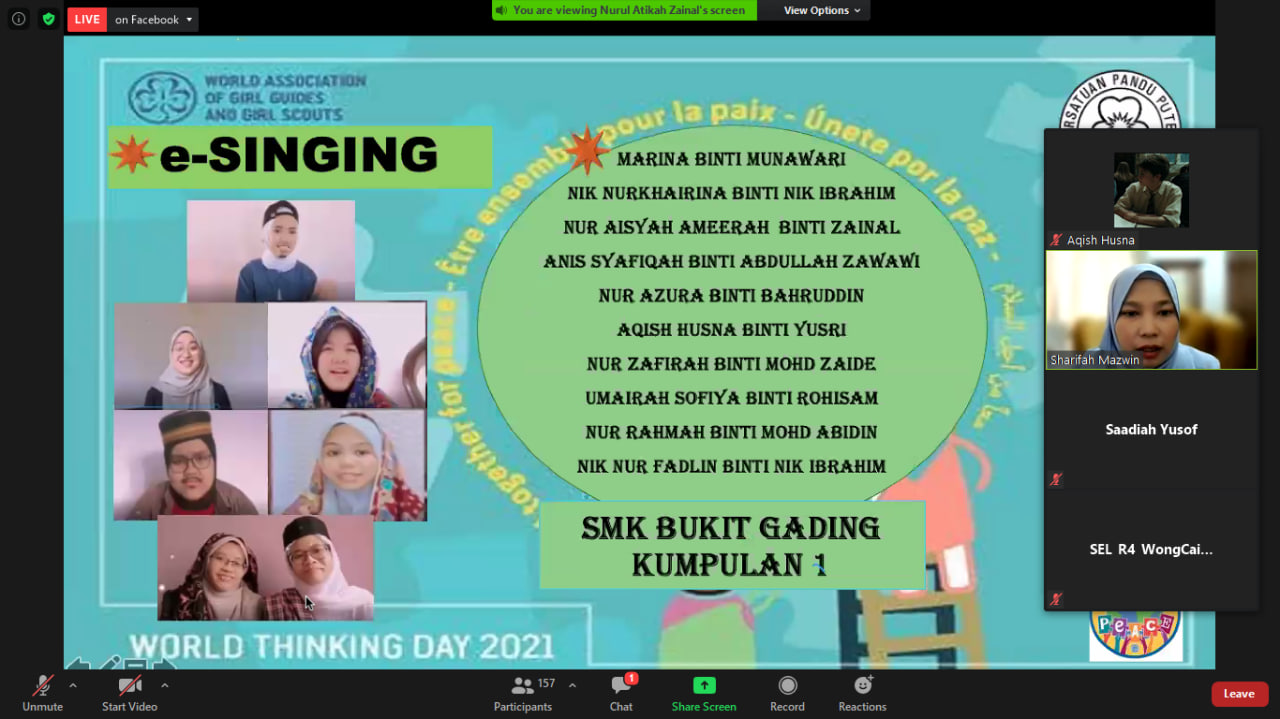 You are viewing Nurul Atikah Zainal's screen
View Options
LIVE on Facebook
WORLD ASSOCIATION
OF GIRL GUIDES
AND GIRL SCOUTS
e-SINGING
together for peace - Être ensemble pour la paix - Únete por la paz -
MARINA BINTI MUNAWARI
NIK NURKHAIRINA BINTI NIK IBRAHIM
NUR AISYAH AMEERAH BINTI ZAINAL
ANIS SYAFIQAH BINTI ABDULLAH ZAWAWI
NUR AZURA BINTI BAHRUDDIN
AQISH HUSNA BINTI YUSRI
NUR ZAFIRAH BINTI MOHD ZAIDE
UMAIRAH SOFIYA BINTI ROHISAM
NUR RAHMAH BINTI MOHD ABIDIN
NIK NUR FADLIN BINTI NIK IBRAHIM
SMK BUKIT GADING
KUMPULAN 1
WORLD THINKING DAY 2021
PANDU
PEACE
Aqish Husna
Sharifah Mazwin
Saadiah Yusof
SEL R4 WongCai...
Unmute
Start Video
157
Participants
1
Chat
Share Screen
Record
Reactions
Leave